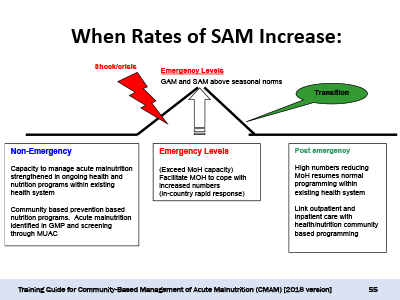 When Rates of SAM Increase:
Shock/crisis
Emergency Levels
GAM and SAM above seasonal norms
Transition
Non-Emergency
Capacity to manage acute malnutrition
strengthened in ongoing health and
nutrition programs within existing
health system
Community based prevention based
nutrition programs.  Acute malnutrition
identified in GMP and screening
through MUAC
Emergency Levels
(Exceed MoH capacity)
Facilitate MOH to cope with
increased numbers
(in-country rapid response)
Post emergency
High numbers reducing
MoH resumes normal
programming within
existing health system
Link outpatient and
inpatient care with
health/nutrition community
based programming
Training Guide for Community-Based Management of Acute Malnutrition (CMAM) [2018 version]
55